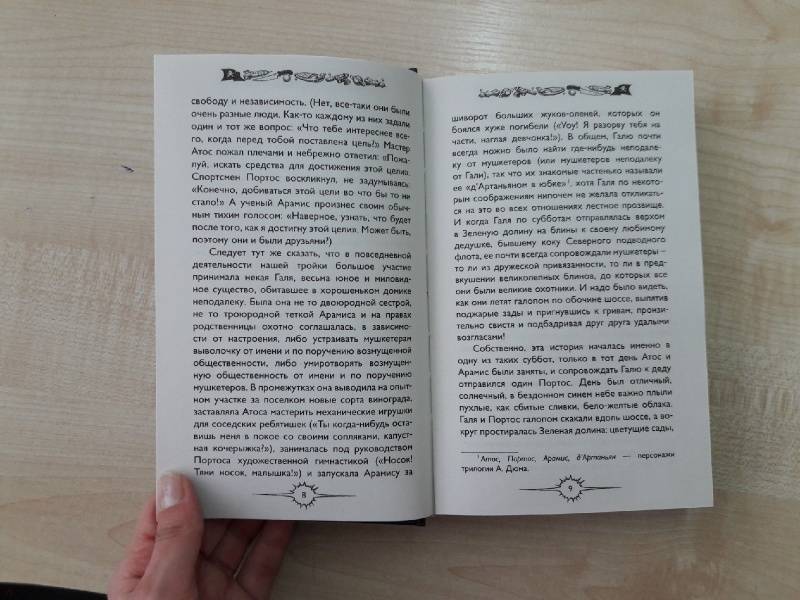 свободу и независимость. (Нет, все-таки они были
очень разные люди. Как-то каждому из них задали
один и тот же вопрос: «Что тебе интереснее все-
го, когда перед тобой поставлена цель?» Мастер
Атос пожал плечами и небрежно ответил: «Пожа-
луй, искать средства для достижения этой цели».
Спортсмен Портос воскликнул, не задумываясь:
«Конечно, добиваться этой цели во что бы то ни
стало!» А ученый Арамис произнес своим обыч-
ным тихим голосом: «Наверное, узнать, что будет
после того, как я достигну этой цели». Может быть,
поэтому они и были друзьями?)
Следует тут же сказать, что в повседневной
деятельности нашей тройки большое участие
принимала некая Галя, весьма юное и миловид-
ное существо, обитавшее в хорошеньком домике
неподалеку. Была она не то двоюродной сестрой,
не то троюродной теткой Арамиса и на правах
родственницы охотно соглашалась, в зависимо-
сти от настроения, либо устраивать мушкетерам
выволочку от имени и по поручению возмущенной
общественности, либо умиротворять возмущен-
ную общественность от имени и по поручению
мушкетеров. В промежутках она выводила на опыт-
ном участке за поселком новые сорта винограда,
заставляла Атоса мастерить механические игрушки
для соседских ребятишек («Ты когда-нибудь ос-
тавишь меня в покое со своими сопляками, капуст-
ная кочерыжка?»), занималась под руководством
Портоса художественной гимнастикой («Носок!
Тяни носок, малышка!») и запускала Арамису за
8
шиворот больших жуков-оленей, которых он
боялся хуже погибели («Уоу! Я разорву тебя на
части, наглая девчонка!»). В общем, Галю почти
всегда можно было найти где-нибудь неподале-
ку от мушкетеров (или мушкетеров неподалеку
от Гали), так что их знакомые частенько называли
ее «д'Артаньяном в юбке»¹, хотя Галя по некото-
рым соображениям нипочем не желала откликать-
ся на это во всех отношениях лестное прозвище.
И когда Галя по субботам отправлялась верхом
в Зеленую долину на блины к своему любимому
дедушке, бывшему коку Северного подводного
флота, ее почти всегда сопровождали мушкетеры –
то ли из дружеской привязанности, то ли в пред-
вкушении великолепных блинов, до которых все
они были великие охотники. И надо было видеть,
как они летят галопом по обочине шоссе, выпятив
поджарые зады и пригнувшись к гривам, пронзи-
тельно свистя и подбадривая друг друга удалыми
возгласами!
Собственно, эта история началась именно в
одну из таких суббот, только в тот день Атос и
Арамис были заняты, и сопровождать Галю к деду
отправился один Портос. День был отличный,
солнечный, в бездонном синем небе важно плыли
пухлые, как сбитые сливки, бело-желтые облака.
Галя и Портос галопом скакали вдоль шоссе, а во-
круг простиралась Зеленая долина: цветущие сады,
¹ Атос, Портос, Арамис, д'Артаньян — персонажи
трилогии А. Дюма.
9